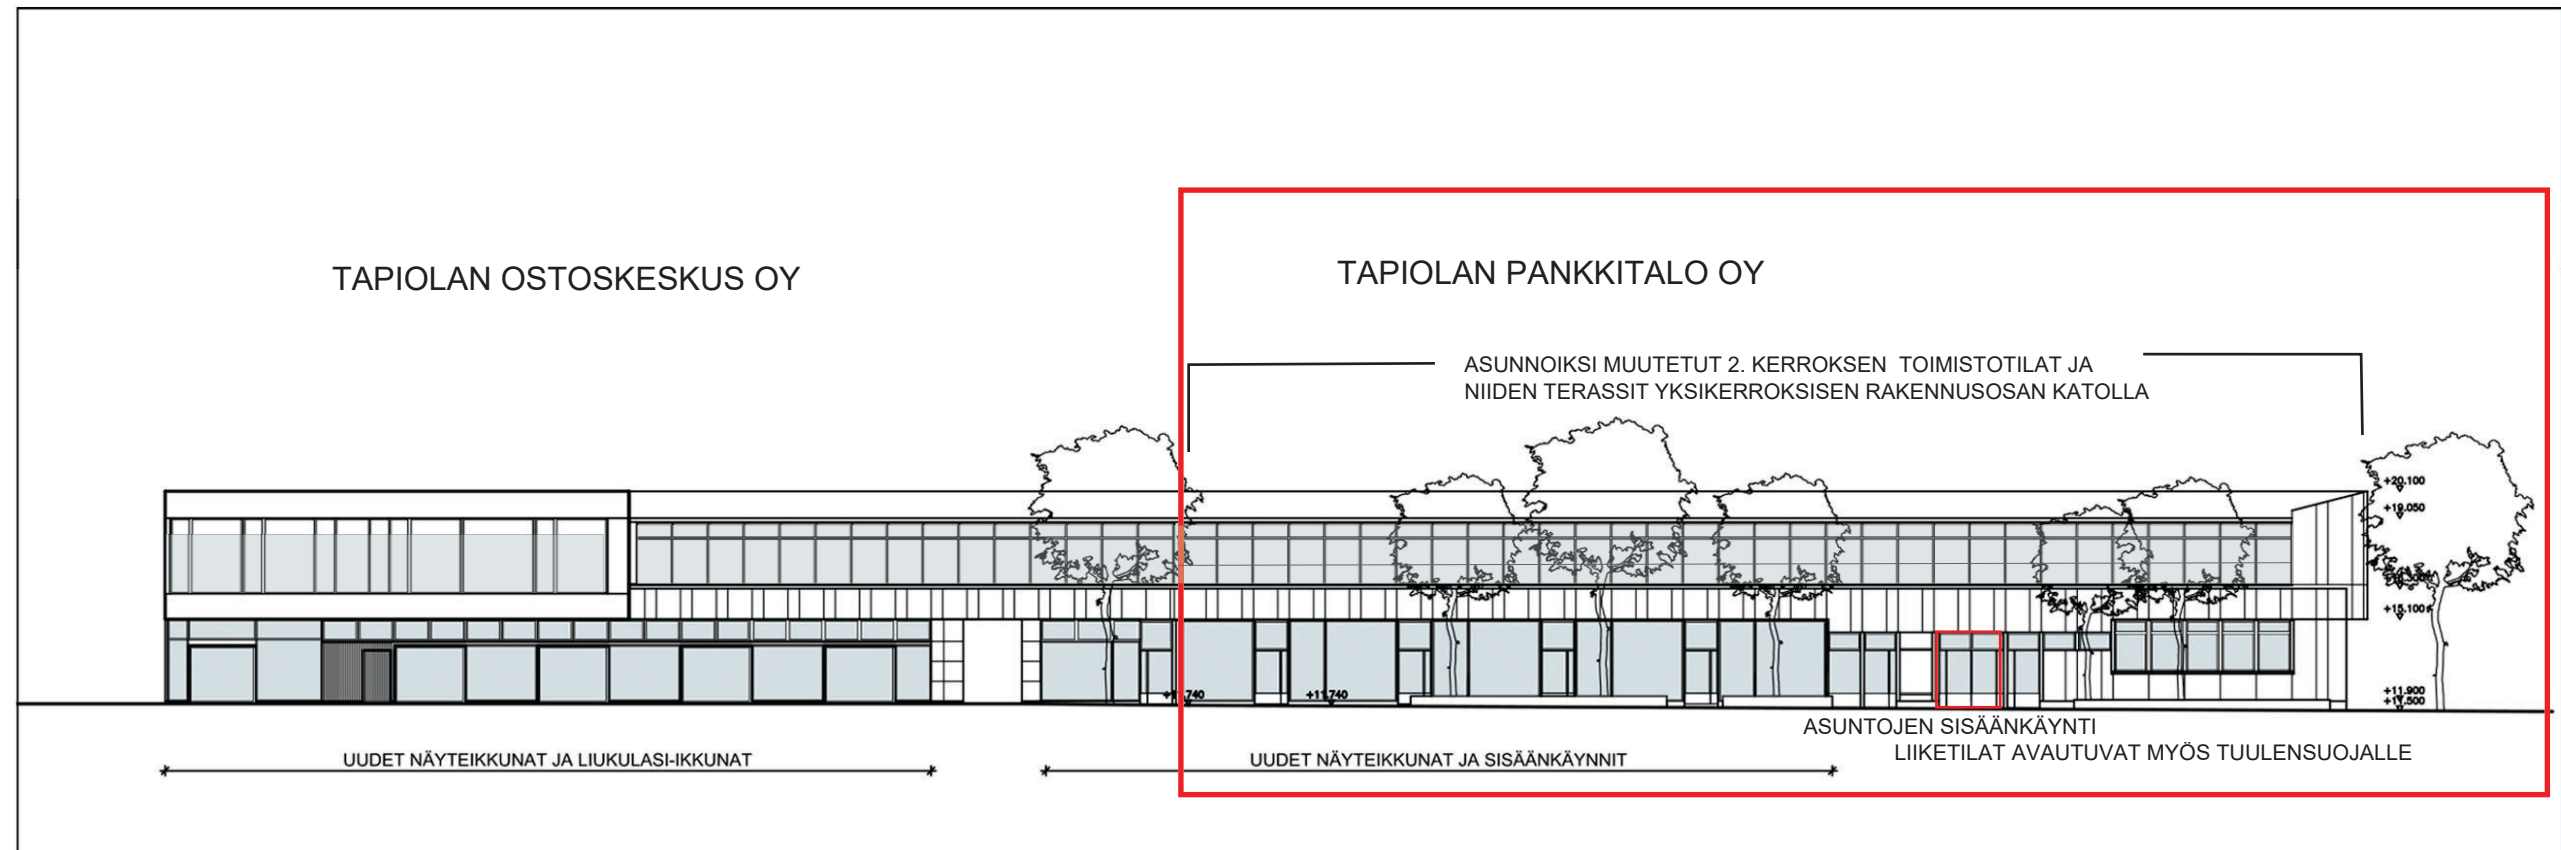 TAPIOLAN OSTOSKESKUS OY
TAPIOLAN PANKKITALO OY
ASUNNOIKSI MUUTETUT 2. KERROKSEN TOIMISTOTILAT JA
NIIDEN TERASSIT YKSIKERROKSISEN RAKENNUSOSAN KATOLLA
+20.100
+19.050
+15.100
+11.740
+11.900
+11.500
ASUNTOJEN SISÄÄNKÄYNTI
LIIKETILAT AVAUTUVAT MYÖS TUULENSUOJALLE
UUDET NÄYTEIKKUNAT JA LIUKULASI-IKKUNAT
UUDET NÄYTEIKKUNAT JA SISÄÄNKÄYNNIT